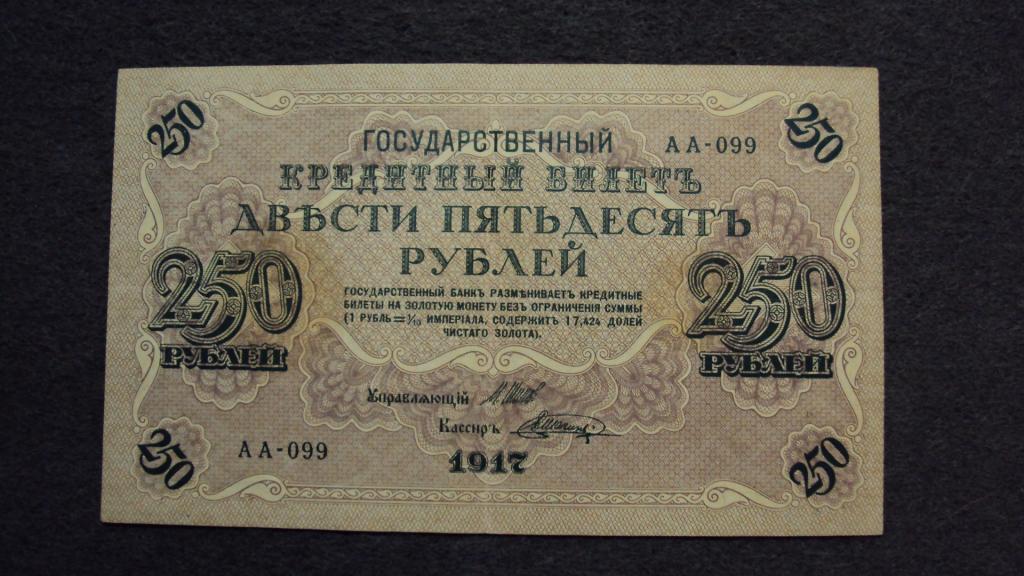 250 250
ГОСУДАРСТВЕННЫЙ АА-099
КРЕДИТНЫЙ БИЛЕТЪ
ДВѢСТИ ПЯТЬДЕСЯТЪ
РУБЛЕЙ
250 РУБЛЕЙ
ГОСУДАРСТВЕННЫЙ БАНКЪ РАЗМѢНИВАЕТЪ КРЕДИТНЫЕ
БИЛЕТЫ НА ЗОЛОТУЮ МОНЕТУ БЕЗЪ ОГРАНИЧЕНІЯ СУММЫ
(1 РУБЛЬ = 1/15 ИМПЕРІАЛА, СОДЕРЖИТЪ 17,424 ДОЛЕЙ
ЧИСТАГО ЗОЛОТА).
250 РУБЛЕЙ
Управляющій
Кассиръ
АА-099
1917
250 250